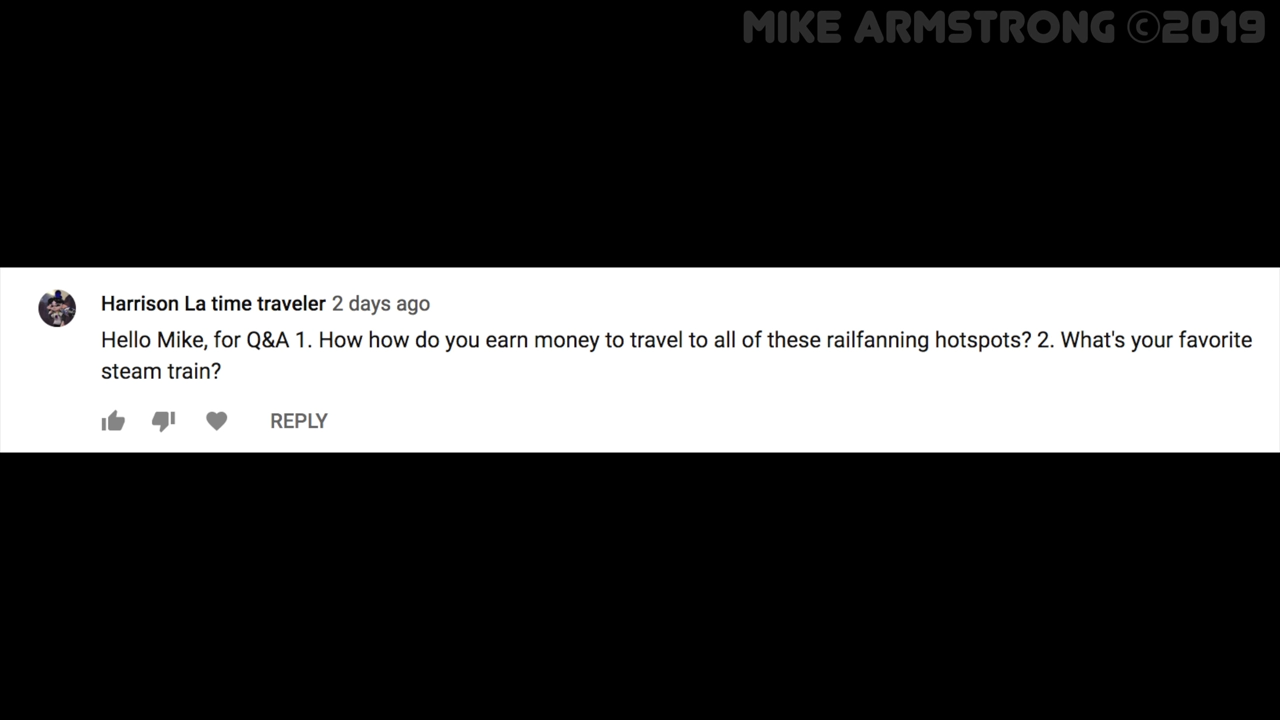 MIKE ARMSTRONG ©2019
Harrison La time traveler 2 days ago
Hello Mike, for Q&A 1. How how do you earn money to travel to all of these railfanning hotspots? 2. What's your favorite
steam train?
REPLY